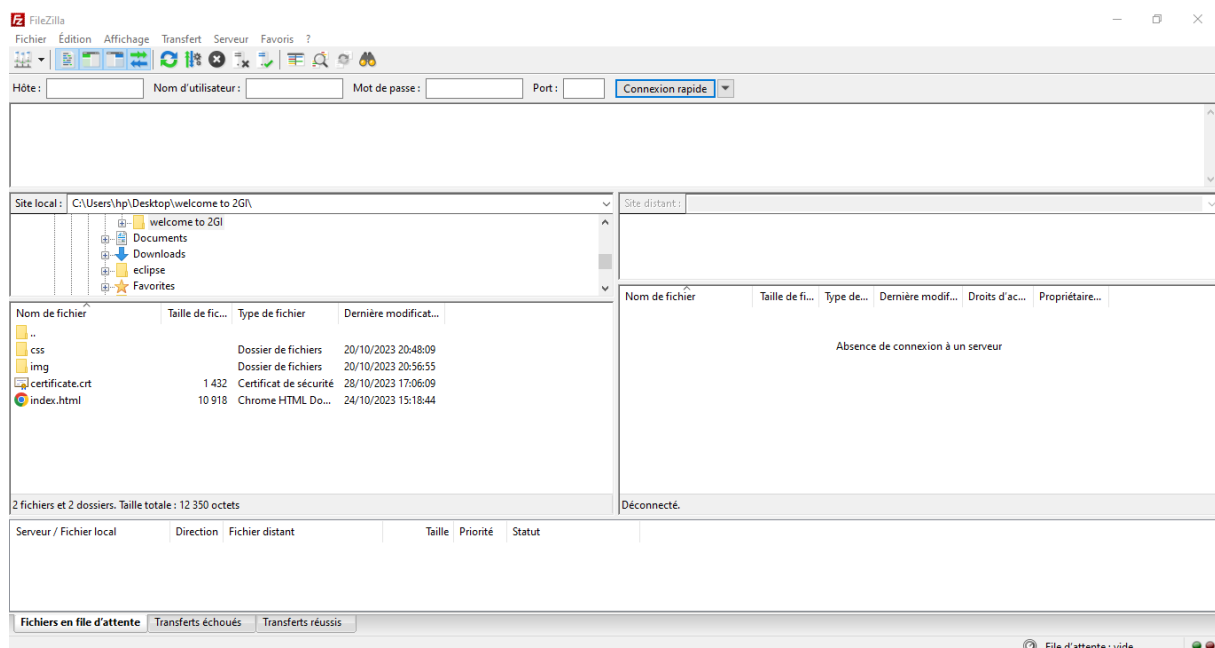 FileZilla
Fichier Édition Affichage Transfert Serveur Favoris ?
Hôte : Nom d'utilisateur : Mot de passe : Port : Connexion rapide
Site local : C:\Users\hp\Desktop\welcome to 2GI\
welcome to 2GI
Documents
Downloads
eclipse
Favorites
Nom de fichier Taille de fic... Type de fichier Dernière modificat...
..
css Dossier de fichiers 20/10/2023 20:48:09
img Dossier de fichiers 20/10/2023 20:56:55
certificate.crt 1 432 Certificat de sécurité 28/10/2023 17:06:09
index.html 10 918 Chrome HTML Do... 24/10/2023 15:18:44
2 fichiers et 2 dossiers. Taille totale : 12 350 octets
Site distant :
Nom de fichier Taille de fi... Type de... Dernière modif... Droits d'ac... Propriétaire...
Absence de connexion à un serveur
Déconnecté.
Serveur / Fichier local Direction Fichier distant Taille Priorité Statut
Fichiers en file d'attente Transferts échoués Transferts réussis
File d'attente : vide